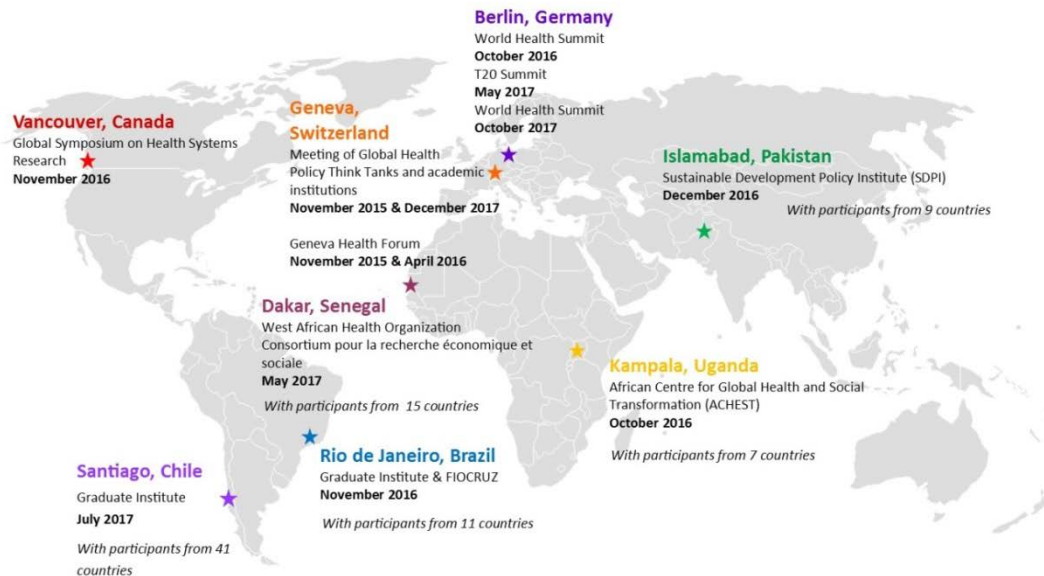 Berlin, Germany
World Health Summit
October 2016
T20 Summit
May 2017
World Health Summit
October 2017
Vancouver, Canada
Global Symposium on Health Systems
Research
November 2016
Geneva,
Switzerland
Meeting of Global Health
Policy Think Tanks and academic
institutions
November 2015 & December 2017
Geneva Health Forum
November 2015 & April 2016
Islamabad, Pakistan
Sustainable Development Policy Institute (SDPI)
December 2016
With participants from 9 countries
Dakar, Senegal
West African Health Organization
Consortium pour la recherche économique et
sociale
May 2017
With participants from 15 countries
Kampala, Uganda
African Centre for Global Health and Social
Transformation (ACHEST)
October 2016
With participants from 7 countries
Rio de Janeiro, Brazil
Graduate Institute & FIOCRUZ
November 2016
With participants from 11 countries
Santiago, Chile
Graduate Institute
July 2017
With participants from 41
countries